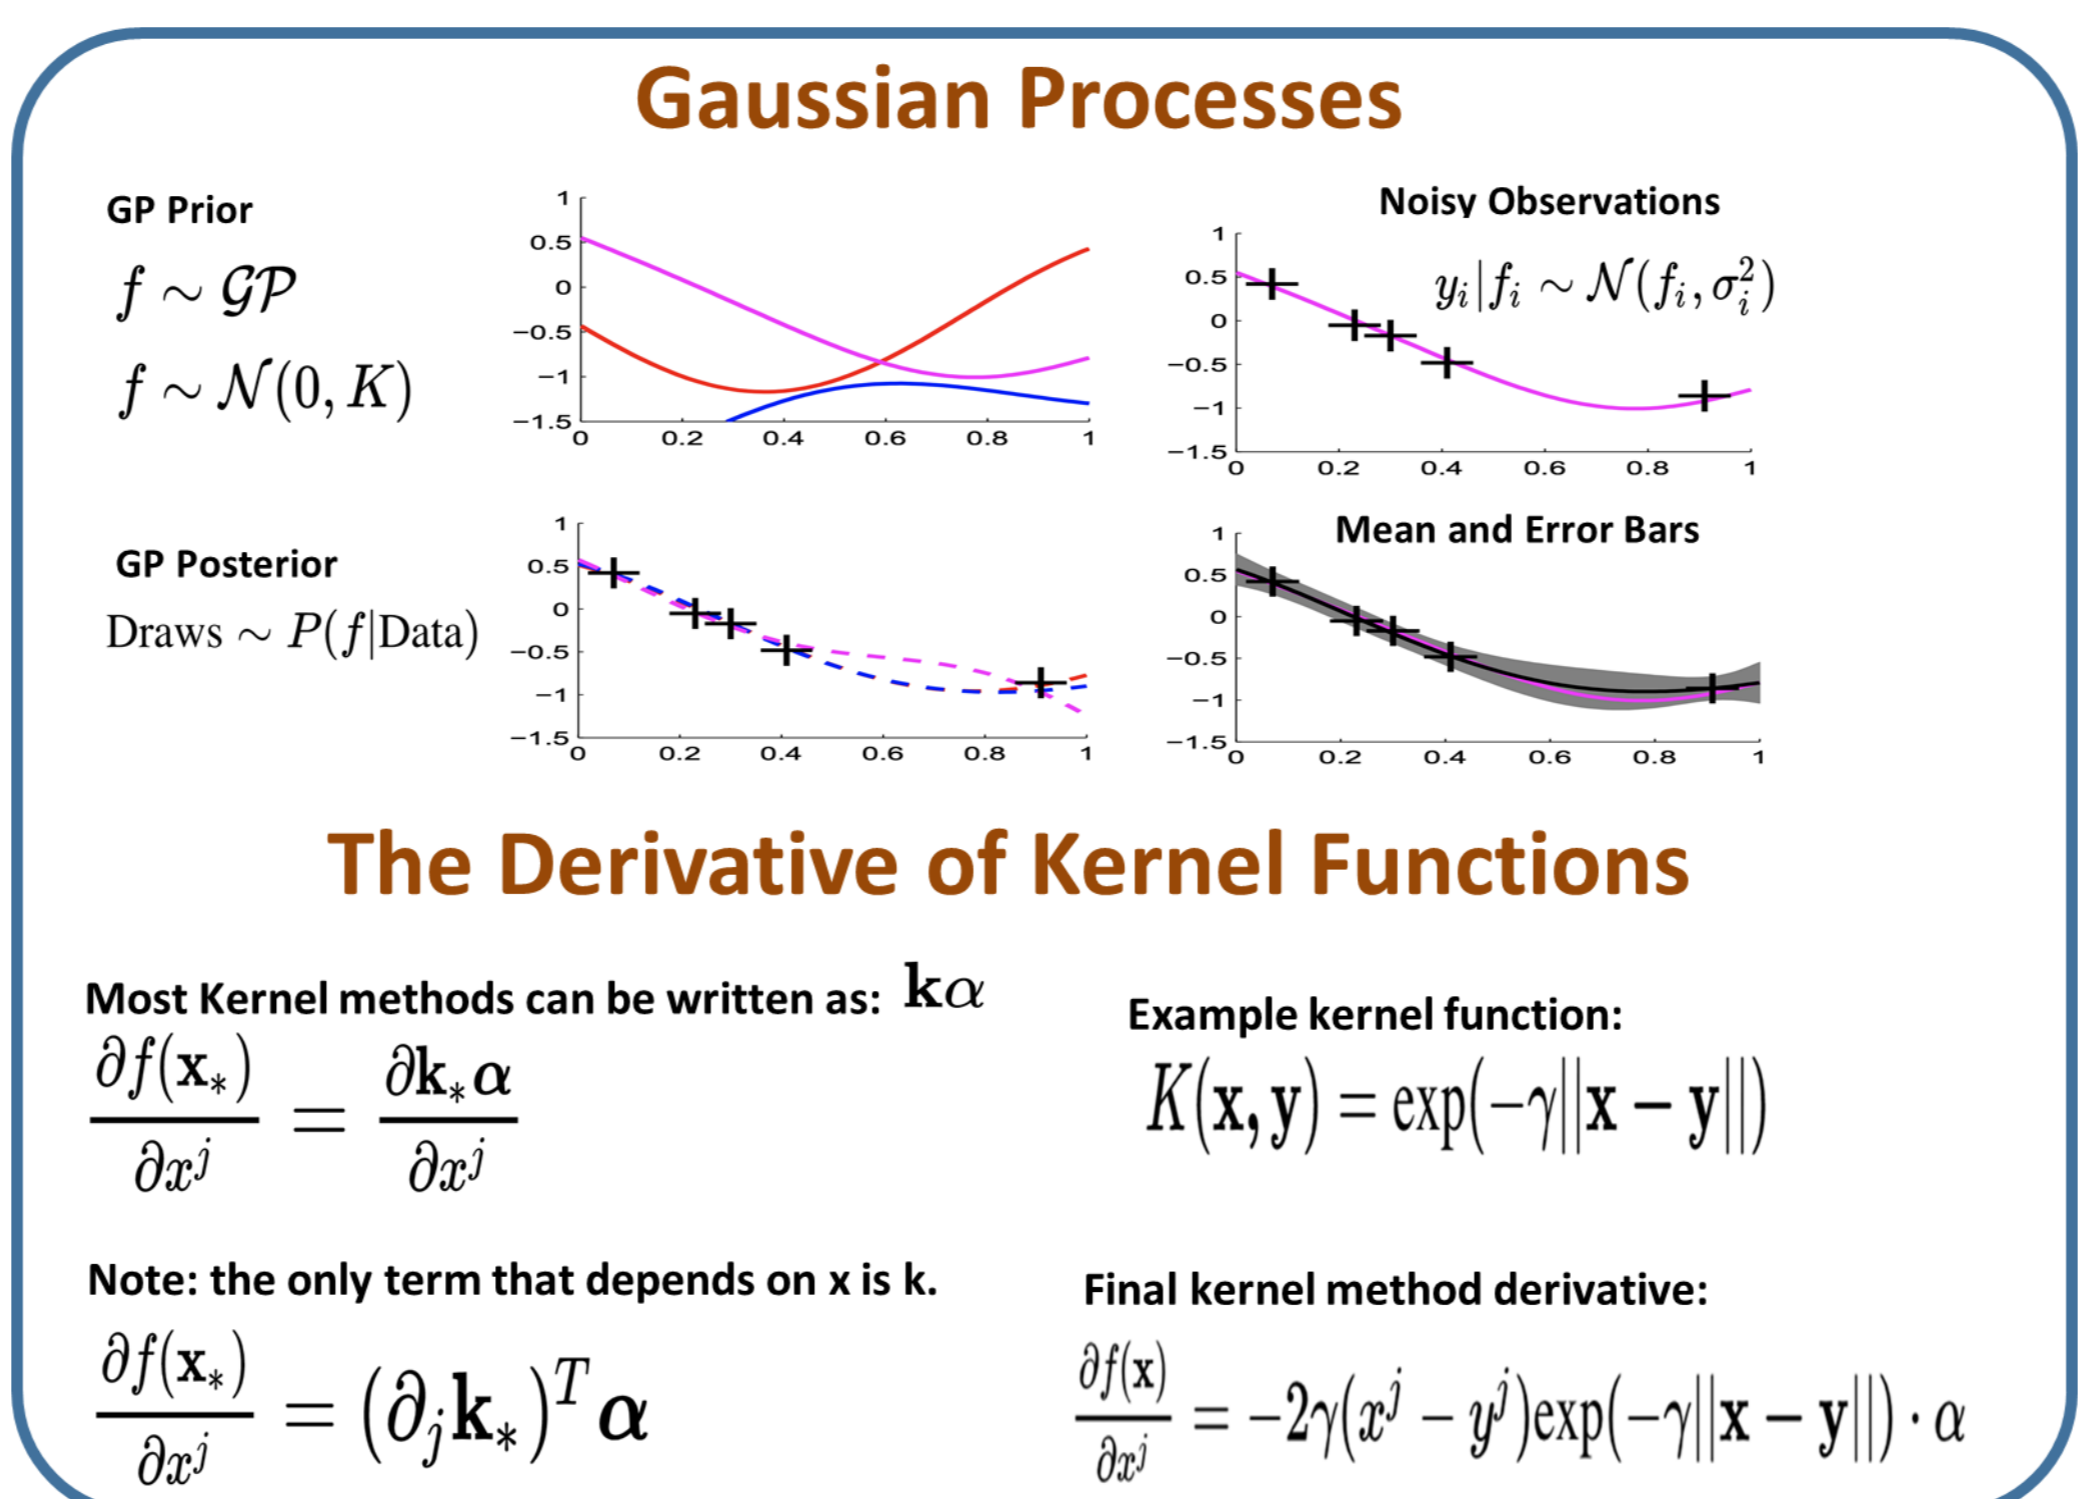 Gaussian Processes
GP Prior
f ∼ 𝒢𝒫
f ∼ 𝒩(0, K)
1
0.5
0
−0.5
−1
−1.5
0 0.2 0.4 0.6 0.8 1
Noisy Observations
y_i|f_i ∼ 𝒩(f_i, σ_i^2)
1
0.5
0
−0.5
−1
−1.5
0 0.2 0.4 0.6 0.8 1
GP Posterior
Draws ∼ P(f|Data)
1
0.5
0
−0.5
−1
−1.5
0 0.2 0.4 0.6 0.8 1
Mean and Error Bars
1
0.5
0
−0.5
−1
−1.5
0 0.2 0.4 0.6 0.8 1
The Derivative of Kernel Functions
Most Kernel methods can be written as: kα
∂f(x_*)/∂x^j = ∂k_*α/∂x^j
Example kernel function:
K(x, y) = exp(−γ||x − y||)
Note: the only term that depends on x is k.
∂f(x_*)/∂x^j = (∂_j k_*)^T α
Final kernel method derivative:
∂f(x)/∂x^j = −2γ(x^j − y^j)exp(−γ||x − y||) · α